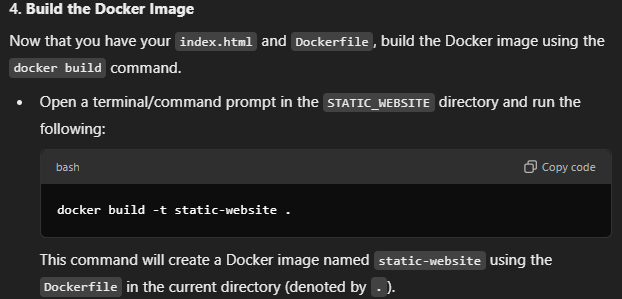 4. Build the Docker Image
Now that you have your index.html and Dockerfile, build the Docker image using the
docker build command.
• Open a terminal/command prompt in the STATIC_WEBSITE directory and run the
following:
bash Copy code
docker build -t static-website .
This command will create a Docker image named static-website using the
Dockerfile in the current directory (denoted by .).